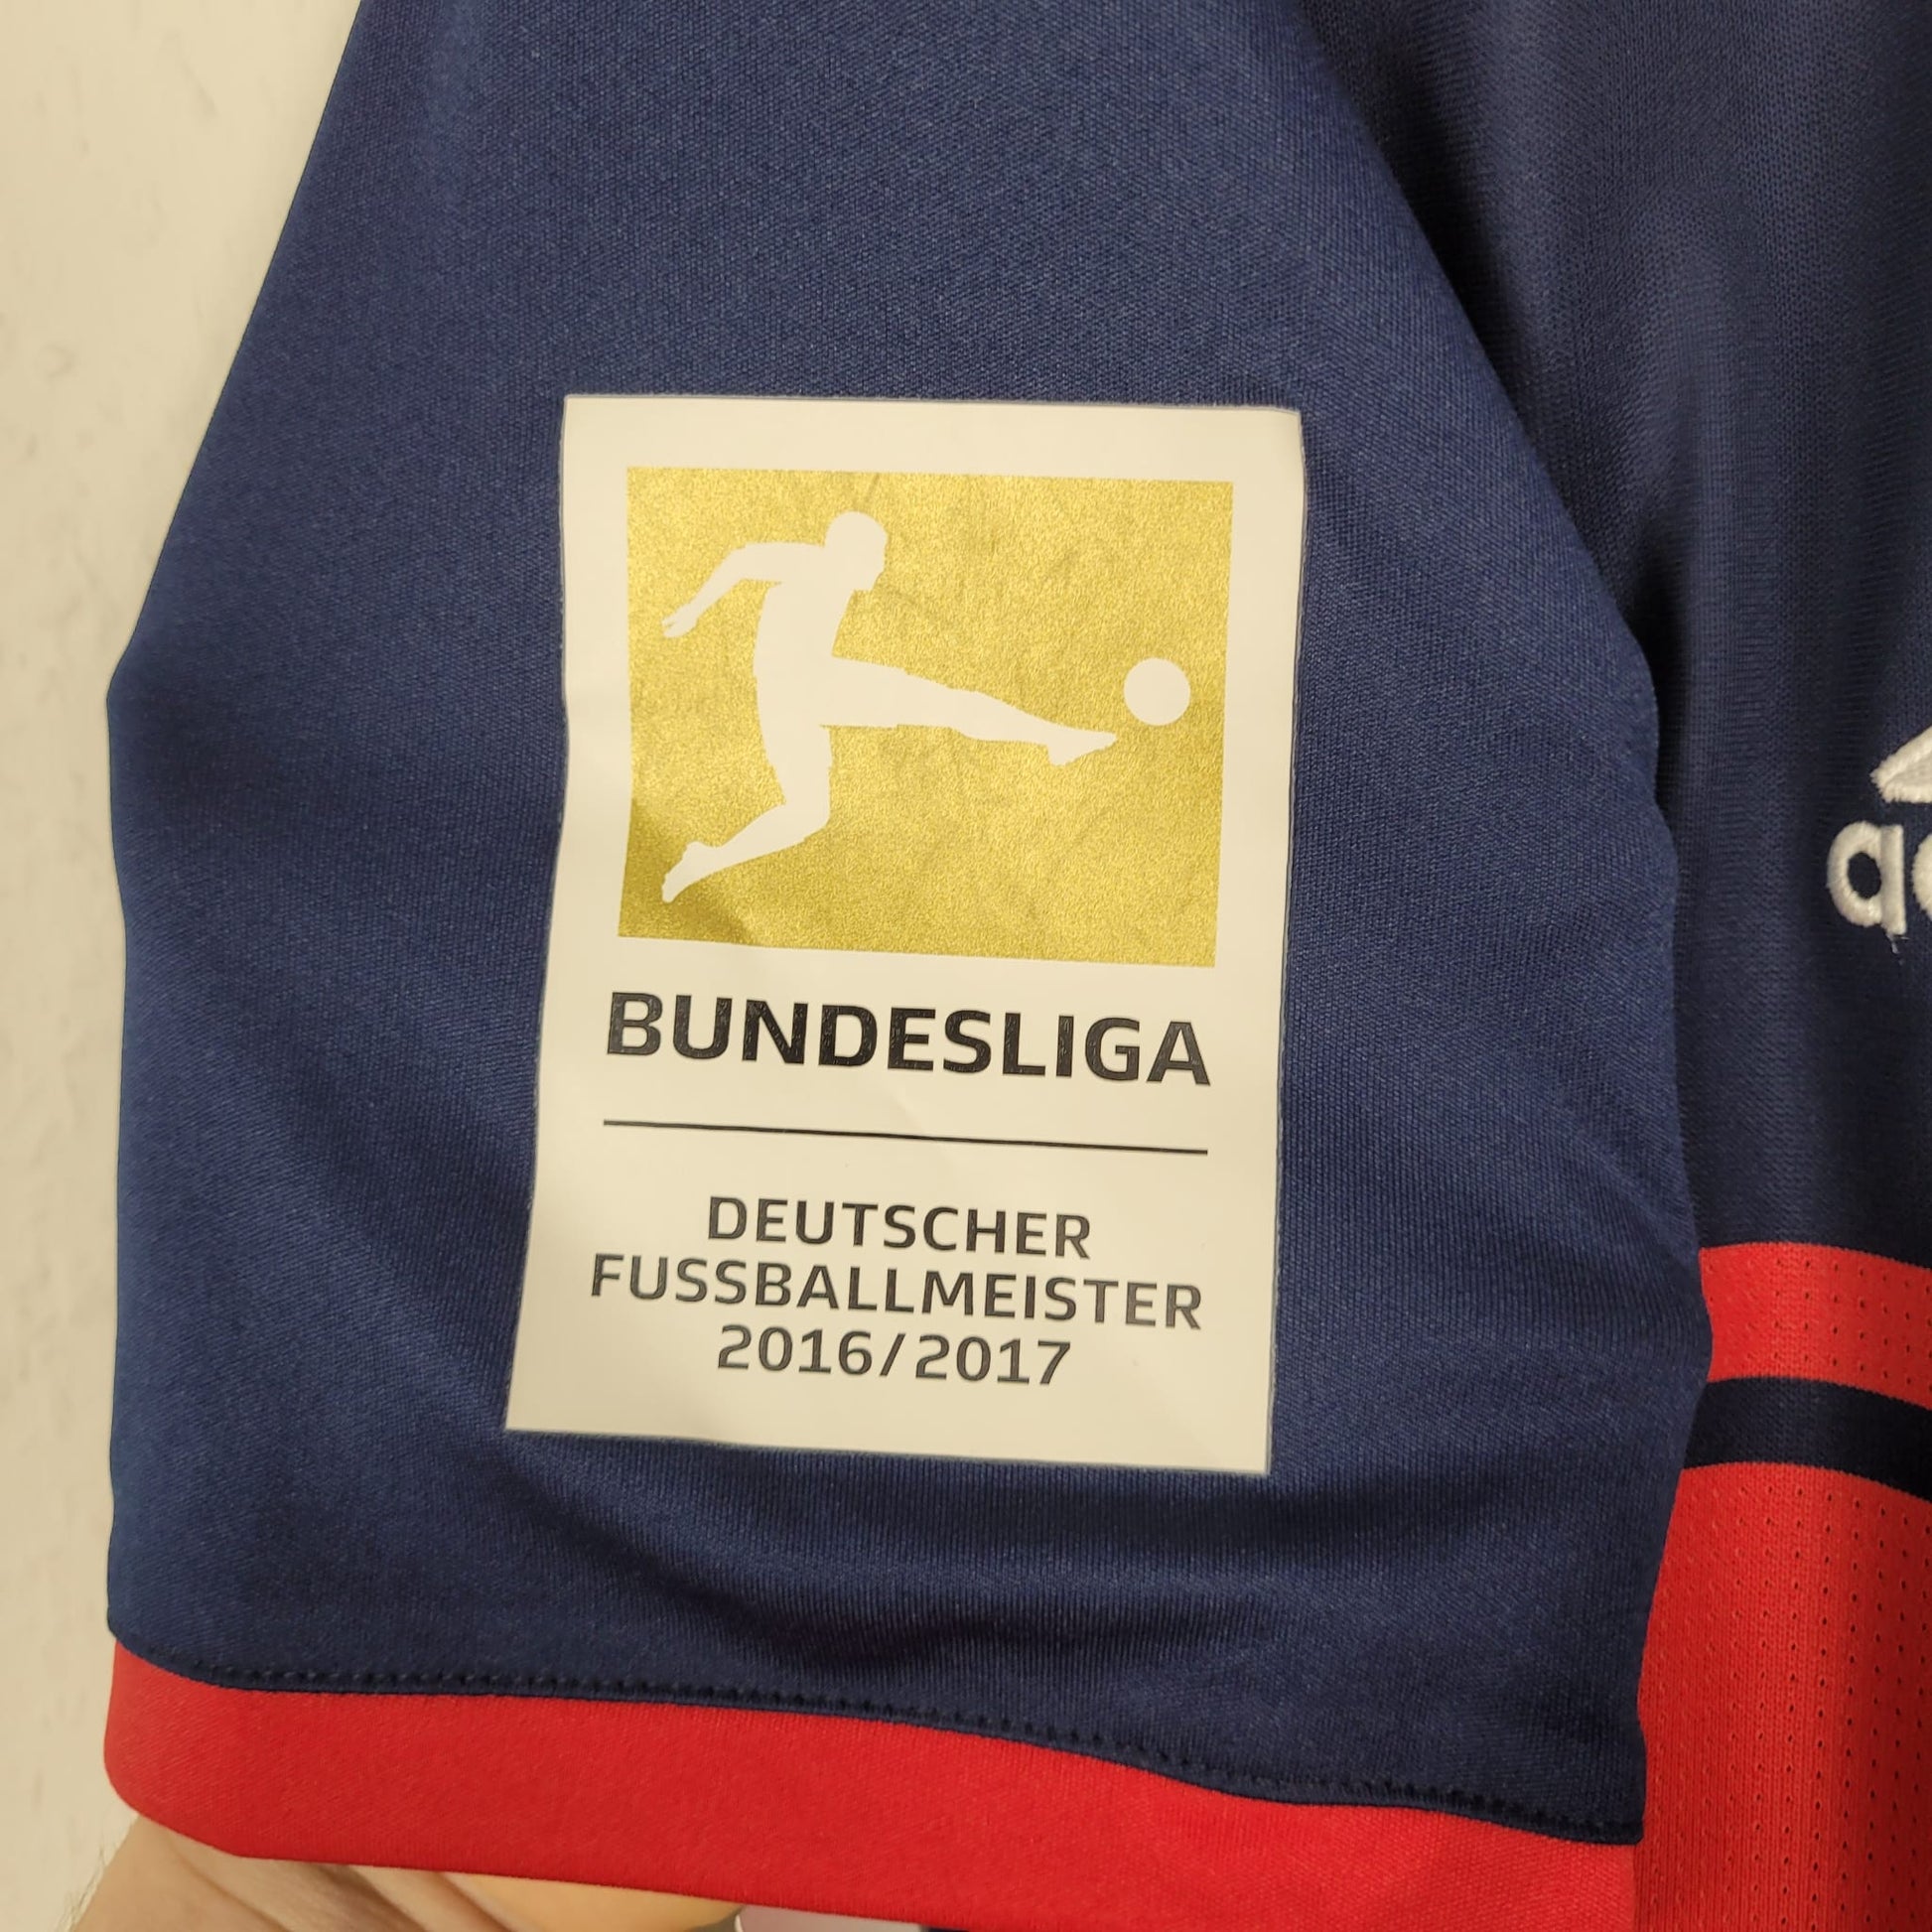 BUNDESLIGA
DEUTSCHER
FUSSBALLMEISTER
2016/2017